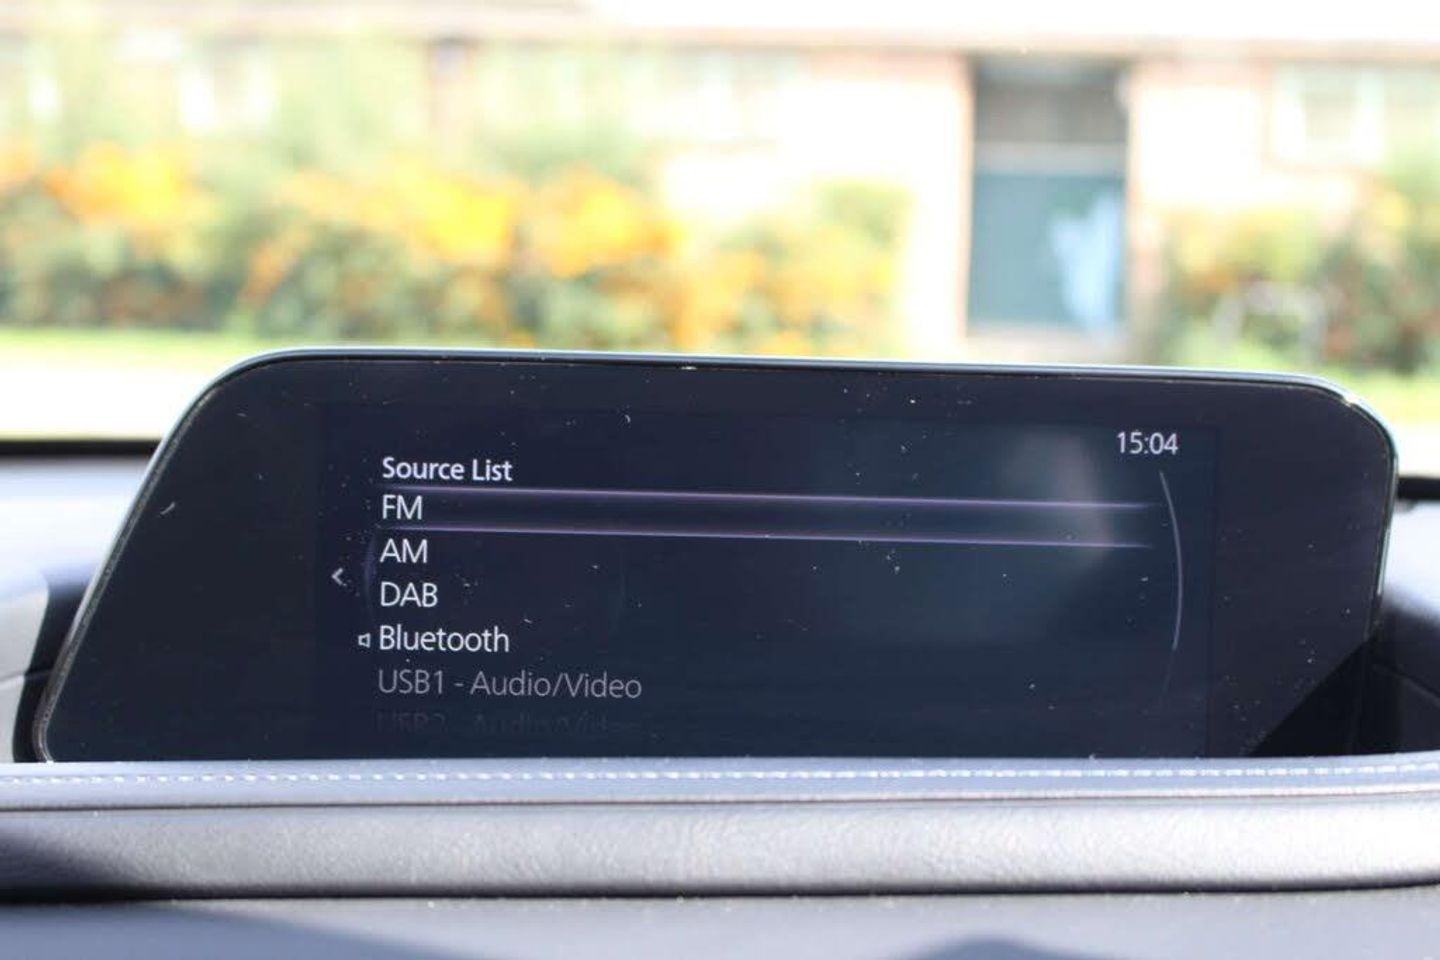 15:04
Source List
FM
AM
DAB
Bluetooth
USB1 - Audio/Video